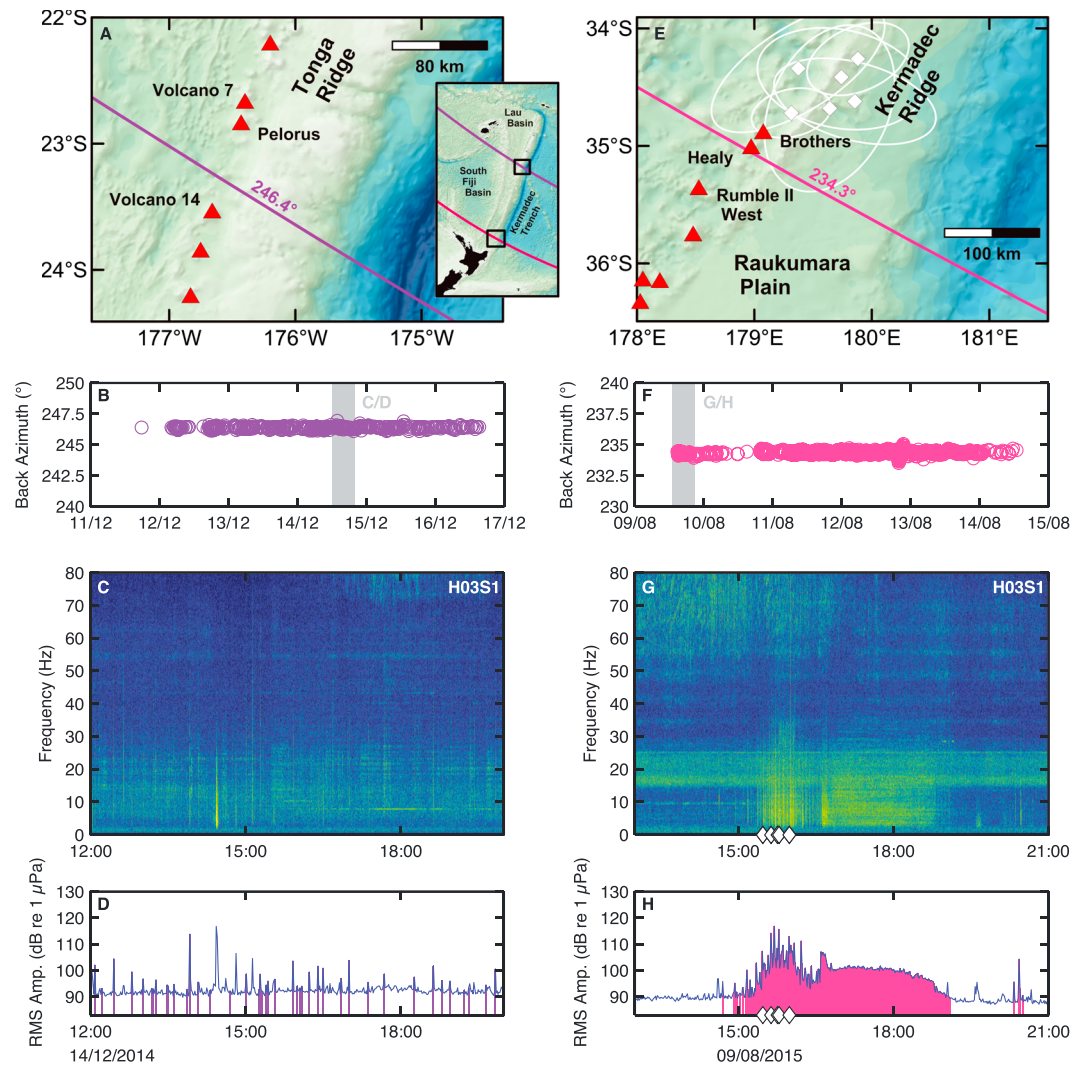 A
22°S
23°S
24°S
177°W
176°W
175°W
Volcano 7
Pelorus
Volcano 14
Tonga
Ridge
80 km
246.4°
Lau
Basin
South
Fiji
Basin
Kermadec
Trench
E
34°S
35°S
36°S
178°E
179°E
180°E
181°E
Kermadec
Ridge
Brothers
Healy
Rumble II
West
234.3°
100 km
Raukumara
Plain
B
C/D
Back Azimuth (°)
250
247.5
245
242.5
240
11/12
12/12
13/12
14/12
15/12
16/12
17/12
F
G/H
Back Azimuth (°)
240
237.5
235
232.5
230
09/08
10/08
11/08
12/08
13/08
14/08
15/08
C
H03S1
Frequency (Hz)
80
70
60
50
40
30
20
10
0
12:00
15:00
18:00
G
H03S1
Frequency (Hz)
80
70
60
50
40
30
20
10
0
15:00
18:00
21:00
D
RMS Amp. (dB re 1 µPa)
130
120
110
100
90
12:00
15:00
18:00
14/12/2014
H
RMS Amp. (dB re 1 µPa)
130
120
110
100
90
15:00
18:00
21:00
09/08/2015